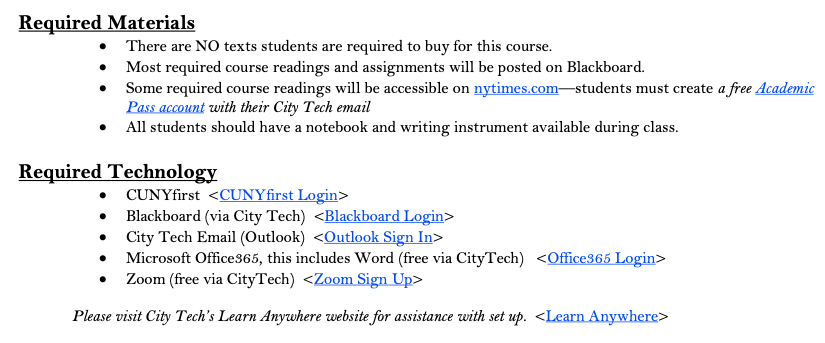 Required Materials
• There are NO texts students are required to buy for this course.
• Most required course readings and assignments will be posted on Blackboard.
• Some required course readings will be accessible on nytimes.com—students must create a free Academic
Pass account with their City Tech email
• All students should have a notebook and writing instrument available during class.
Required Technology
• CUNYfirst <CUNYfirst Login>
• Blackboard (via City Tech) <Blackboard Login>
• City Tech Email (Outlook) <Outlook Sign In>
• Microsoft Office365, this includes Word (free via CityTech) <Office365 Login>
• Zoom (free via CityTech) <Zoom Sign Up>
Please visit City Tech's Learn Anywhere website for assistance with set up. <Learn Anywhere>